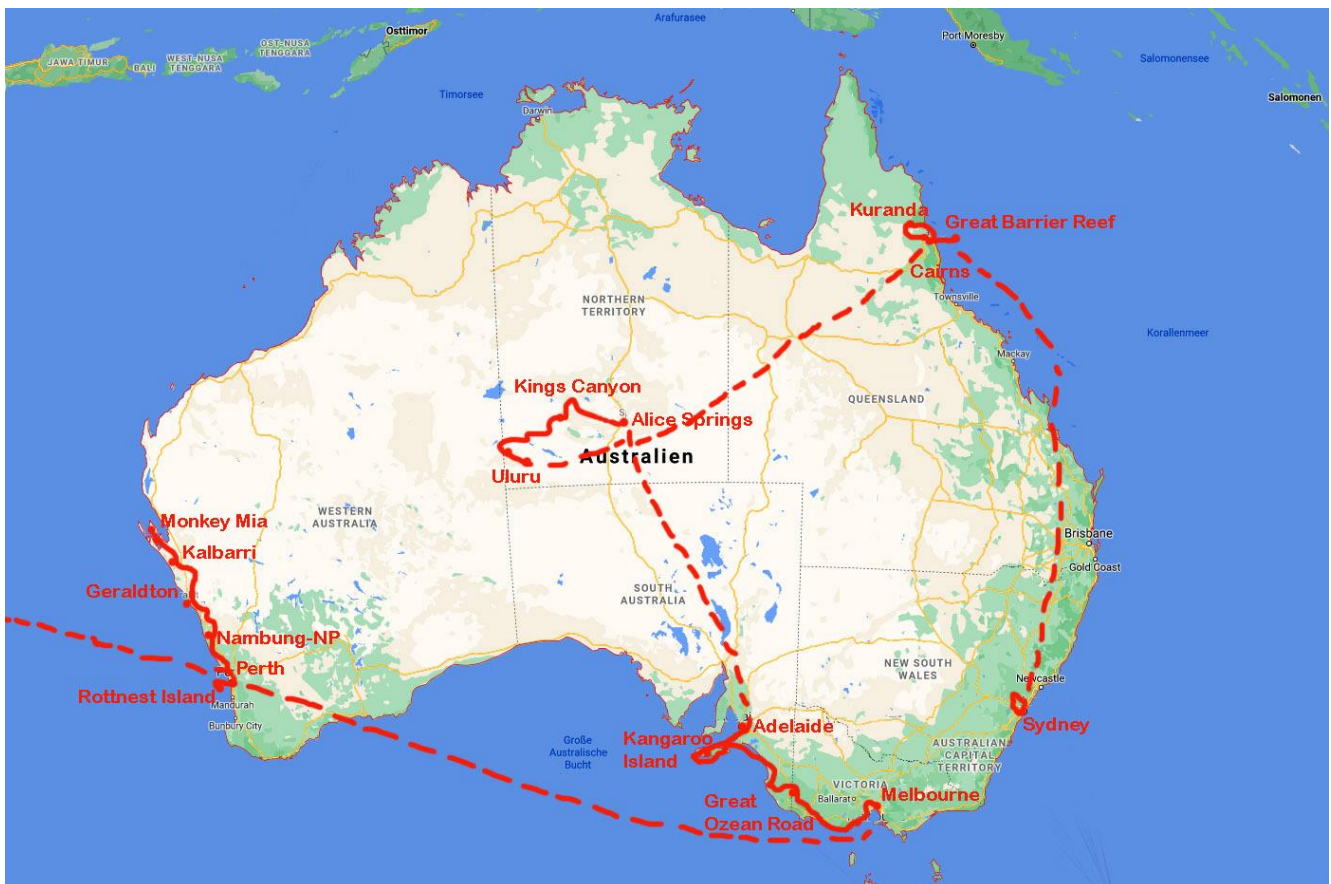 Arafurasee
Osttimor
Port Moresby
OST-NUSA
TENGGARA
JAWA TIMUR
BALI
WEST-NUSA
TENGGARA
Salomonensee
Timorsee
Salomonen
Darwin
Kuranda
Great Barrier Reef
Cairns
Townsville
NORTHERN
TERRITORY
Korallenmeer
Mackay
Kings Canyon
QUEENSLAND
Alice Springs
Australien
Uluru
WESTERN
AUSTRALIA
Monkey Mia
Brisbane
Kalbarri
Gold Coast
Geraldton
SOUTH
AUSTRALIA
Nambung-NP
Perth
NEW SOUTH
WALES
Newcastle
Rottnest Island
Mandurah
Bunbury City
Sydney
Adelaide
Kangaroo
Island
Große
Australische
Bucht
AUSTRALIAN
CAPITAL
TERRITORY
VICTORIA
Melbourne
Ballarat
Great
Ozean Road